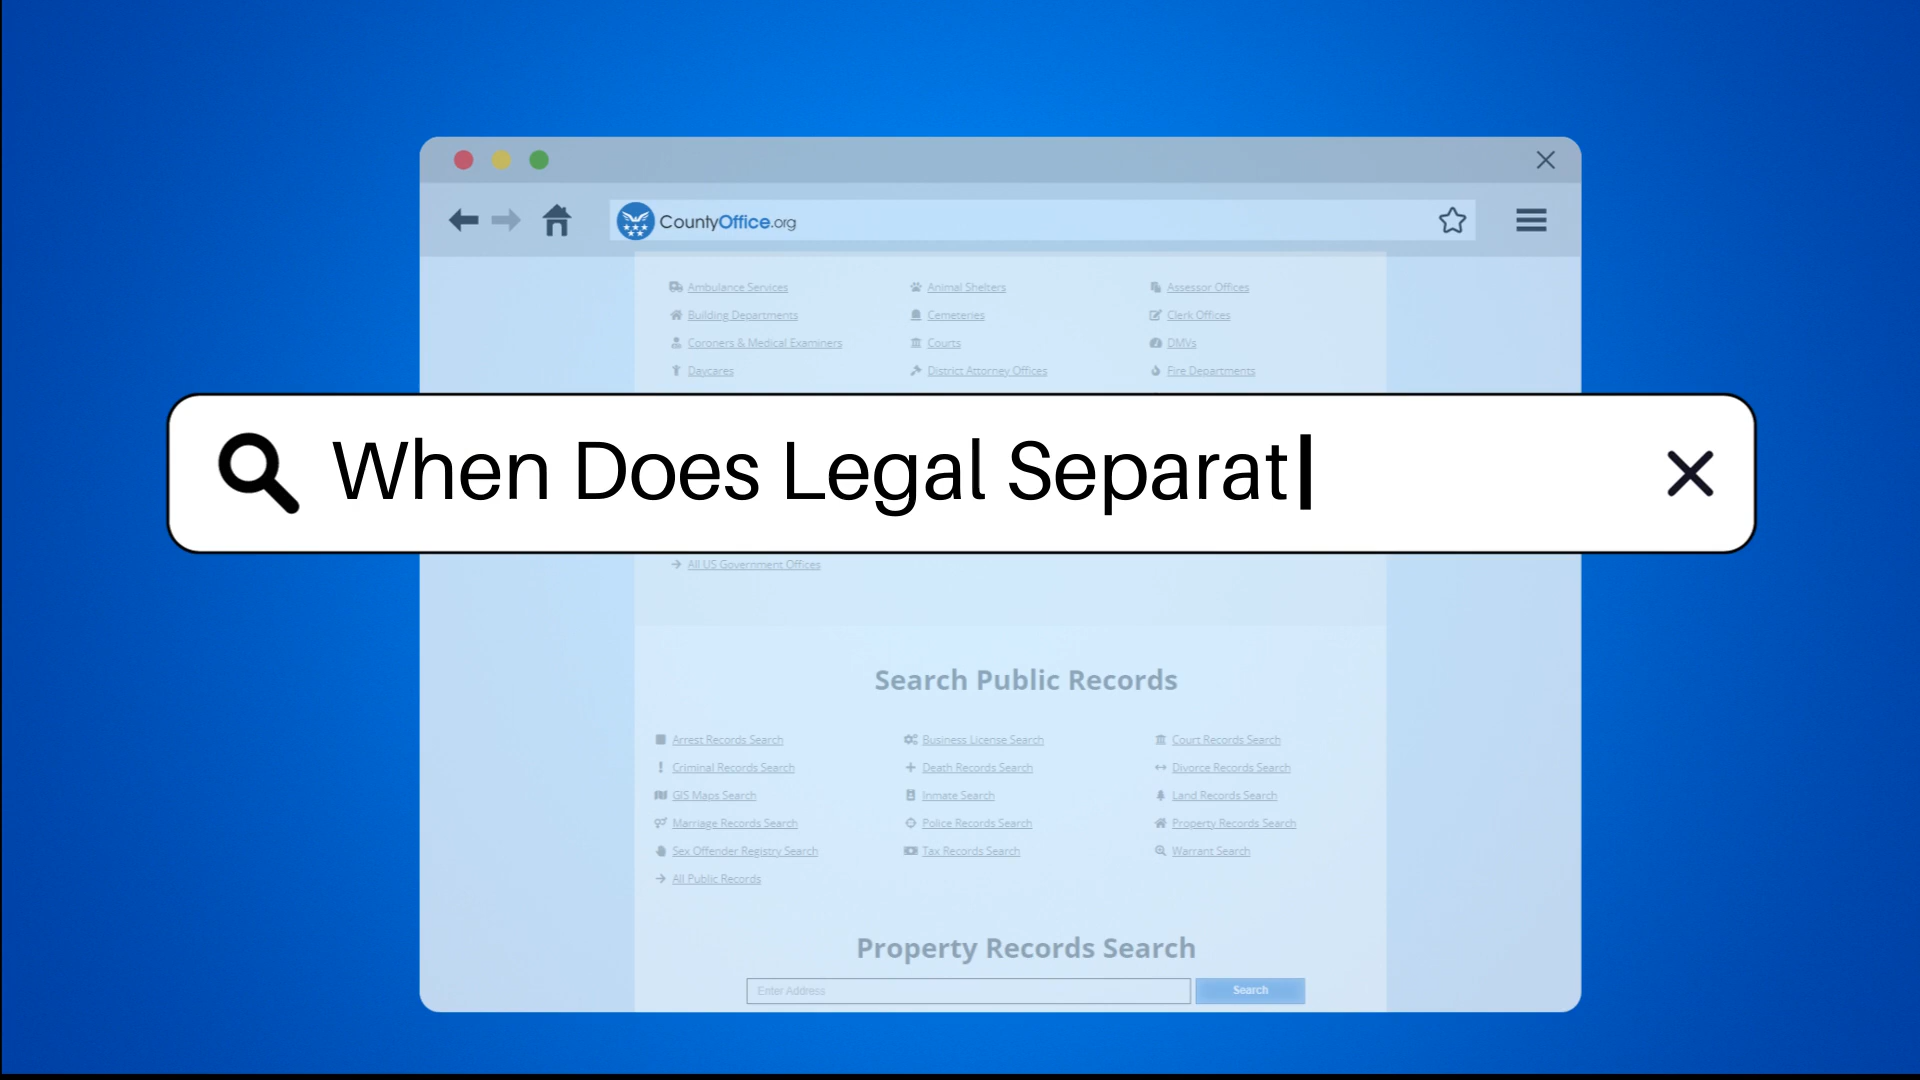 CountyOffice.org
Ambulance Services Animal Shelters Assessor Offices
Building Departments Cemeteries Clerk Offices
Coroners & Medical Examiners Courts DMVs
Daycares District Attorney Offices Fire Departments
When Does Legal Separat
All US Government Offices
Search Public Records
Arrest Records Search Business License Search Court Records Search
Criminal Records Search Death Records Search Divorce Records Search
GIS Maps Search Inmate Search Land Records Search
Marriage Records Search Police Records Search Property Records Search
Sex Offender Registry Search Tax Records Search Warrant Search
All Public Records
Property Records Search
Enter Address Search